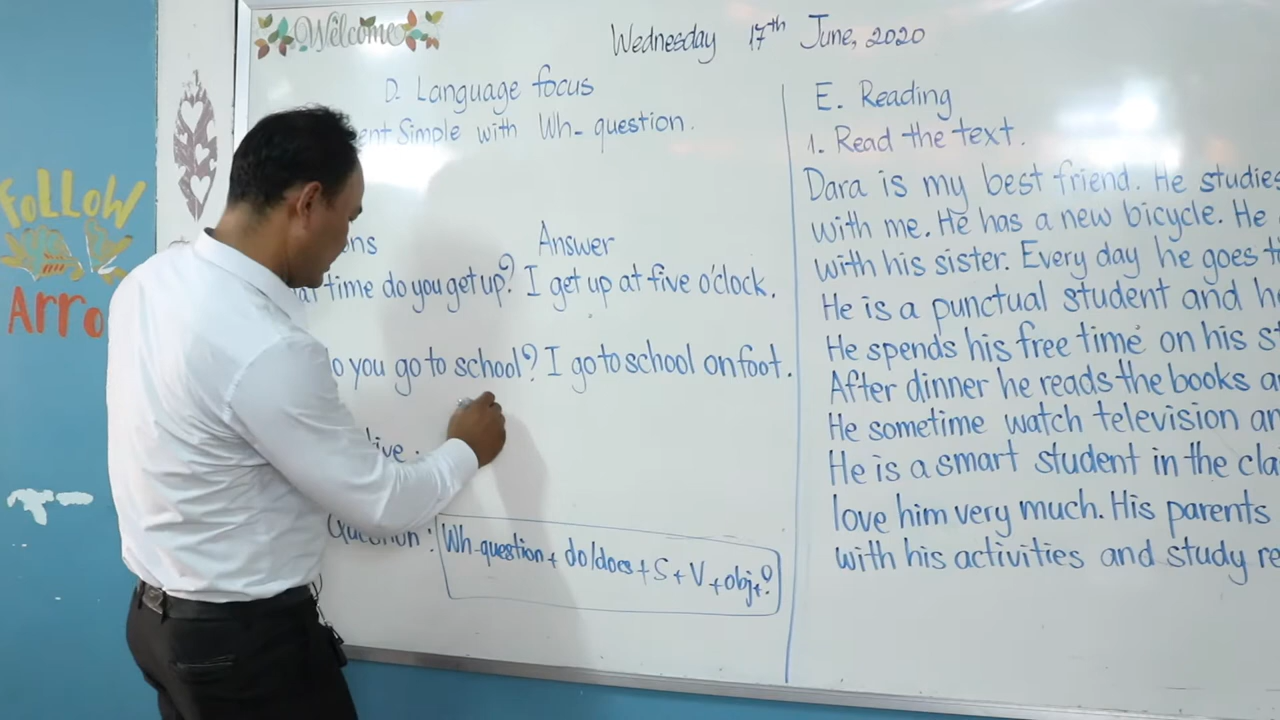 Welcome
Wednesday 17th June, 2020
FOLLOW
Arro
D. Language focus
ent Simple with Wh- question.
ons Answer
time do you get up? I get up at five o'clock.
o you go to school? I go to school on foot.
ive.
Question: Wh-question + do/does + S + V + obj + ?
E. Reading
1. Read the text.
Dara is my best friend. He studies
with me. He has a new bicycle. He
with his sister. Every day he goes t
He is a punctual student and h
He spends his free time on his s
After dinner he reads the books a
He sometime watch television a
He is a smart student in the cla
love him very much. His parents
with his activities and study re